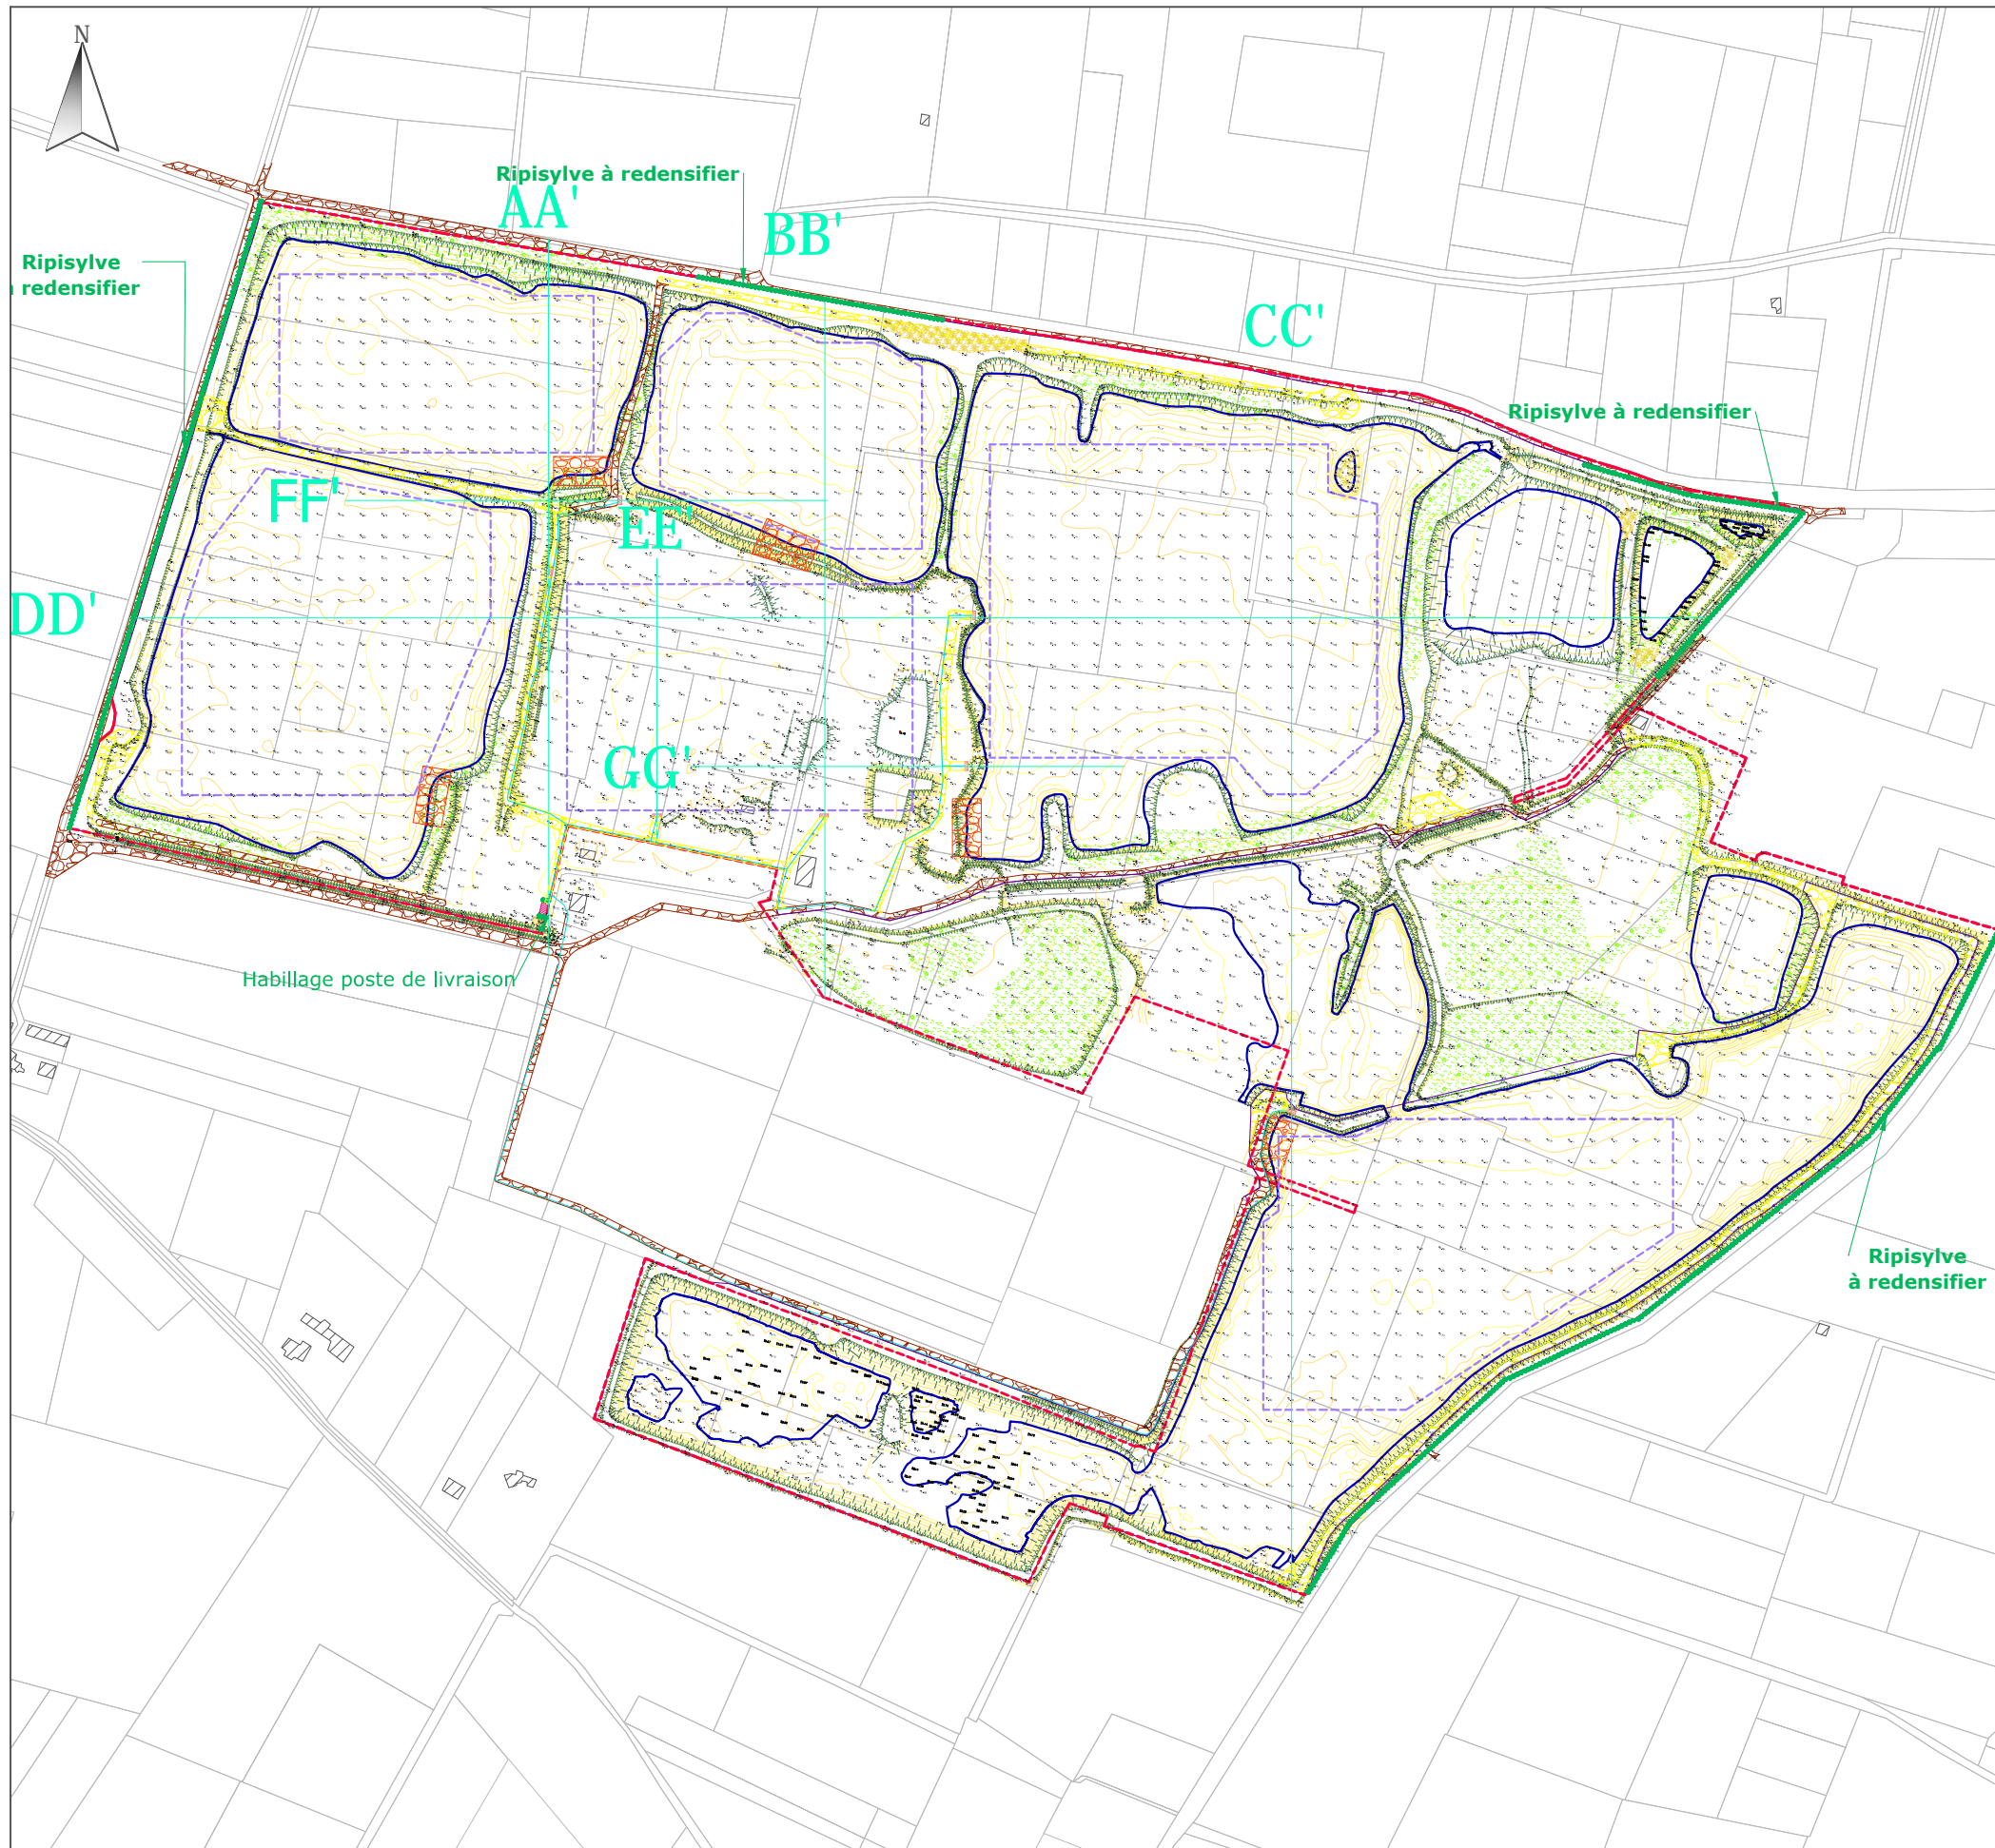 N
Ripisylve à redensifier
AA'
BB'
Ripisylve
redensifier
CC'
Ripisylve à redensifier
FF'
EE'
DD'
GG'
Habillage poste de livraison
Ripisylve
à redensifier